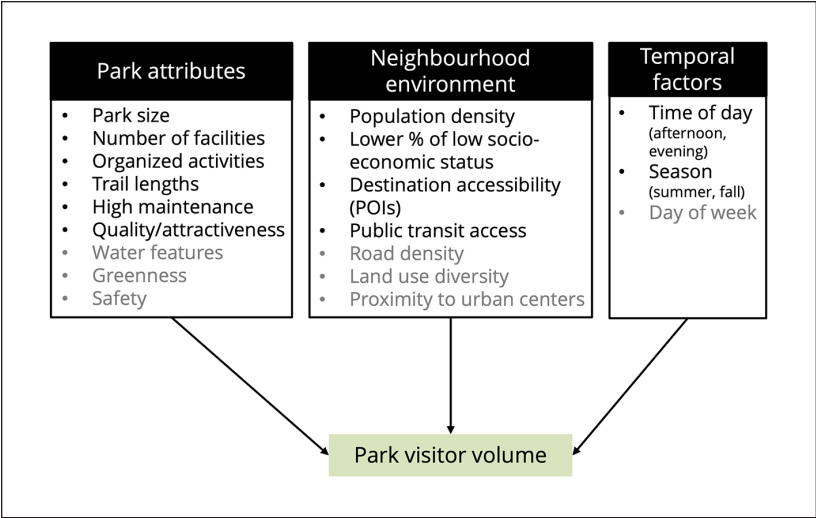 Park attributes
• Park size
• Number of facilities
• Organized activities
• Trail lengths
• High maintenance
• Quality/attractiveness
• Water features
• Greenness
• Safety
Neighbourhood
environment
• Population density
• Lower % of low socio-
economic status
• Destination accessibility
(POIs)
• Public transit access
• Road density
• Land use diversity
• Proximity to urban centers
Temporal
factors
• Time of day
(afternoon,
evening)
• Season
(summer, fall)
• Day of week
Park visitor volume